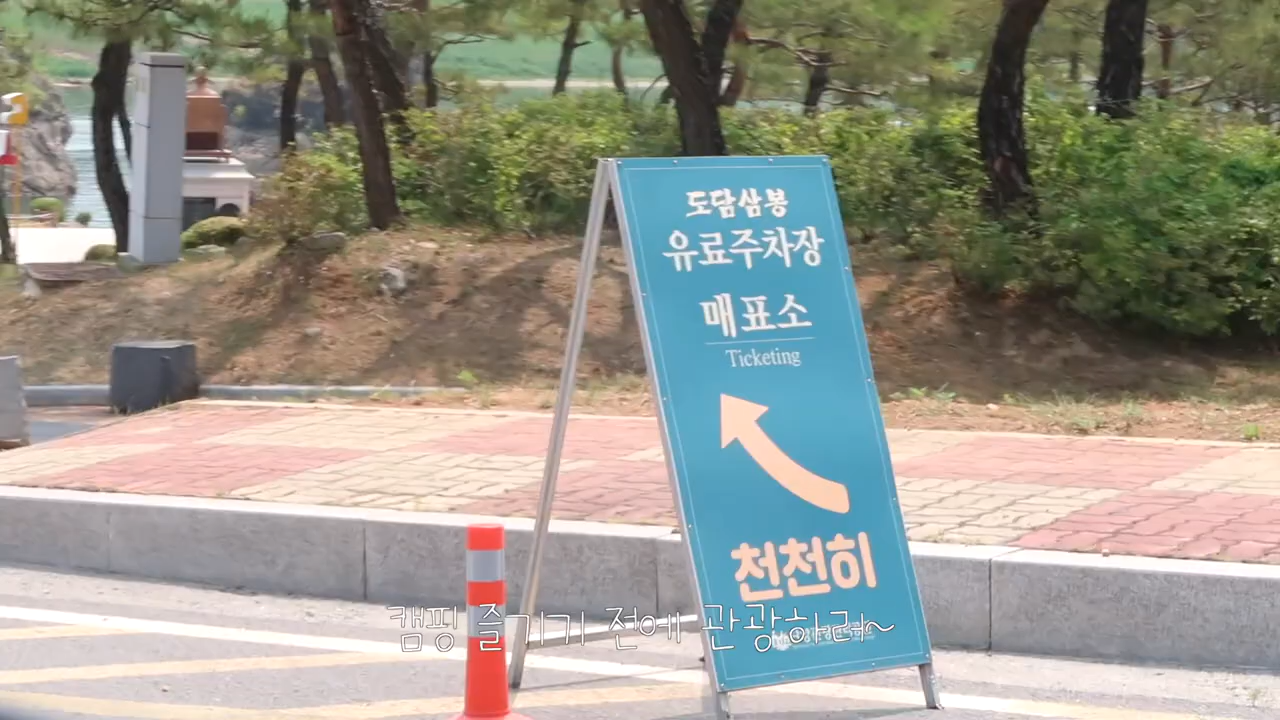 도담삼봉
유료주차장
매표소
Ticketing
천천히
캠핑 즐기기 전에 관광하러~